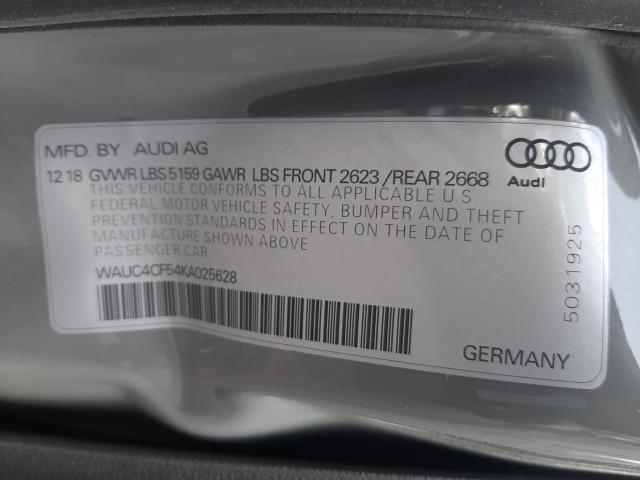 MFD. BY AUDI AG
12 18 GVWR LBS 5159 GAWR LBS FRONT 2623 /REAR 2668
THIS VEHICLE CONFORMS TO ALL APPLICABLE U S
FEDERAL MOTOR VEHICLE SAFETY, BUMPER AND THEFT
PREVENTION STANDARDS IN EFFECT ON THE DATE OF
MANUFACTURE SHOWN ABOVE
PASSENGER CAR
WAUC4CF54KA025628
Audi
5031925
GERMANY